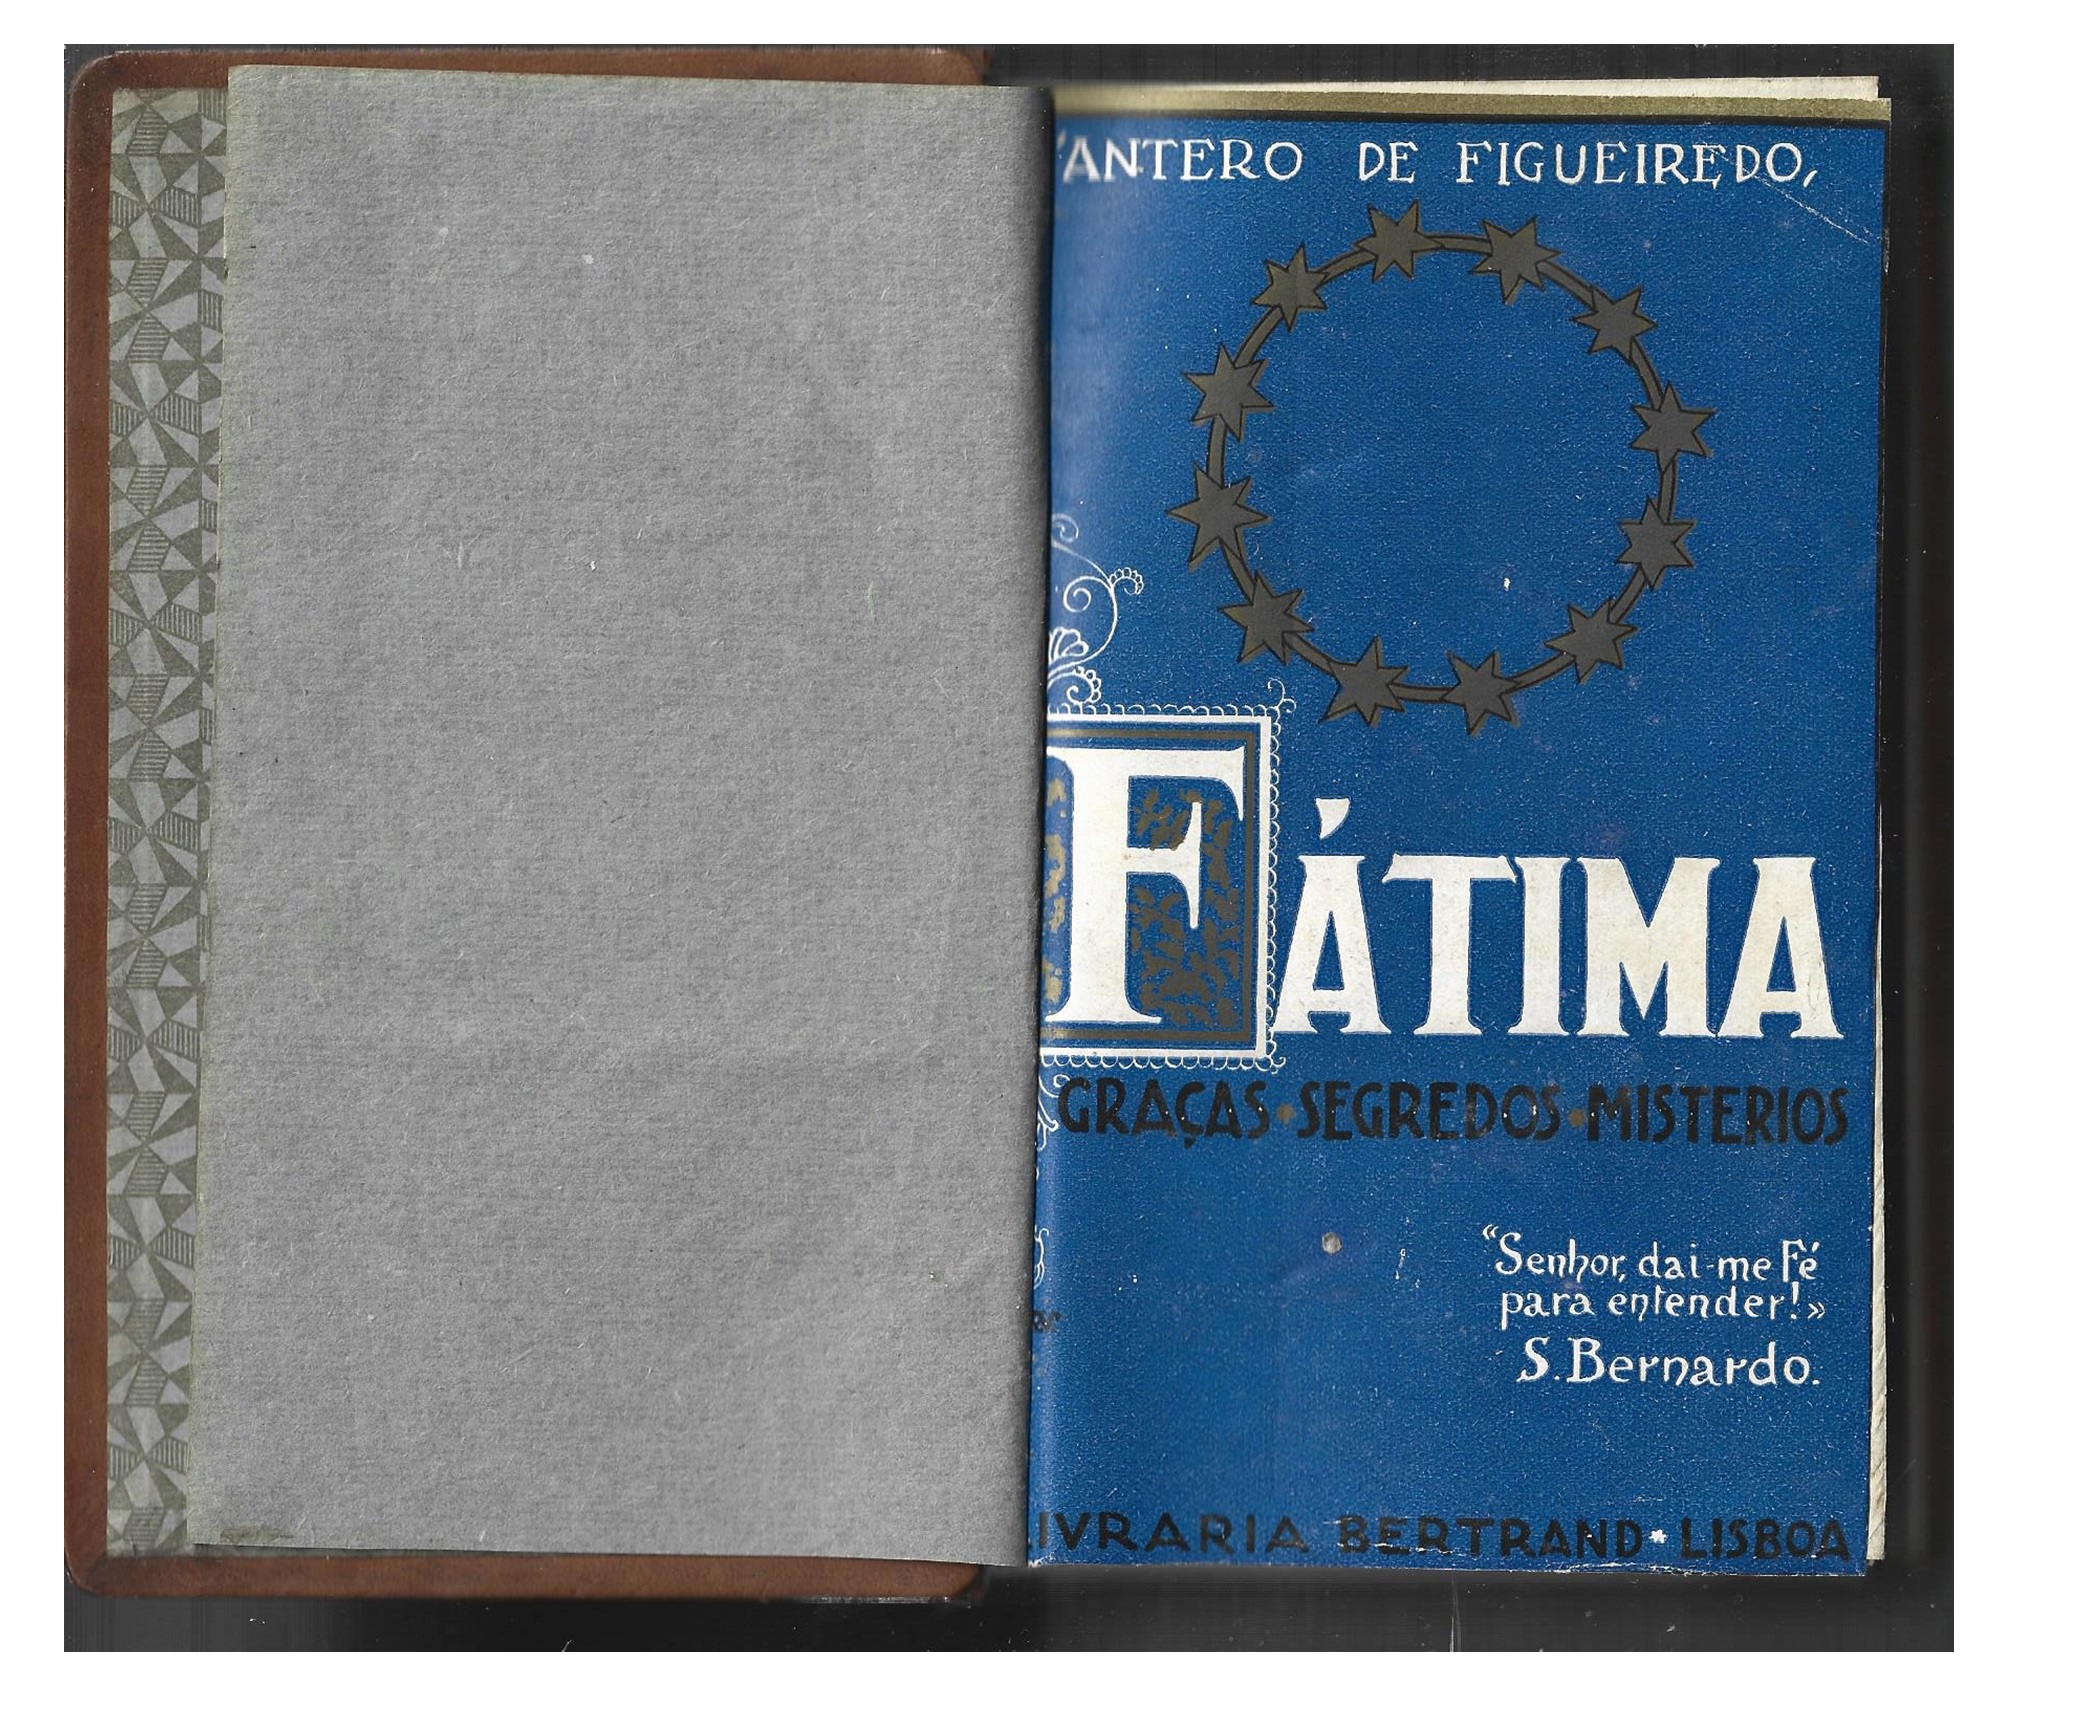 ANTERO DE FIGUEIREDO,
FÁTIMA
GRAÇAS • SEGREDOS • MISTERIOS
“Senhor, dai-me Fé
para entender!»
S. Bernardo.
IVRARIA BERTRAND * LISBOA